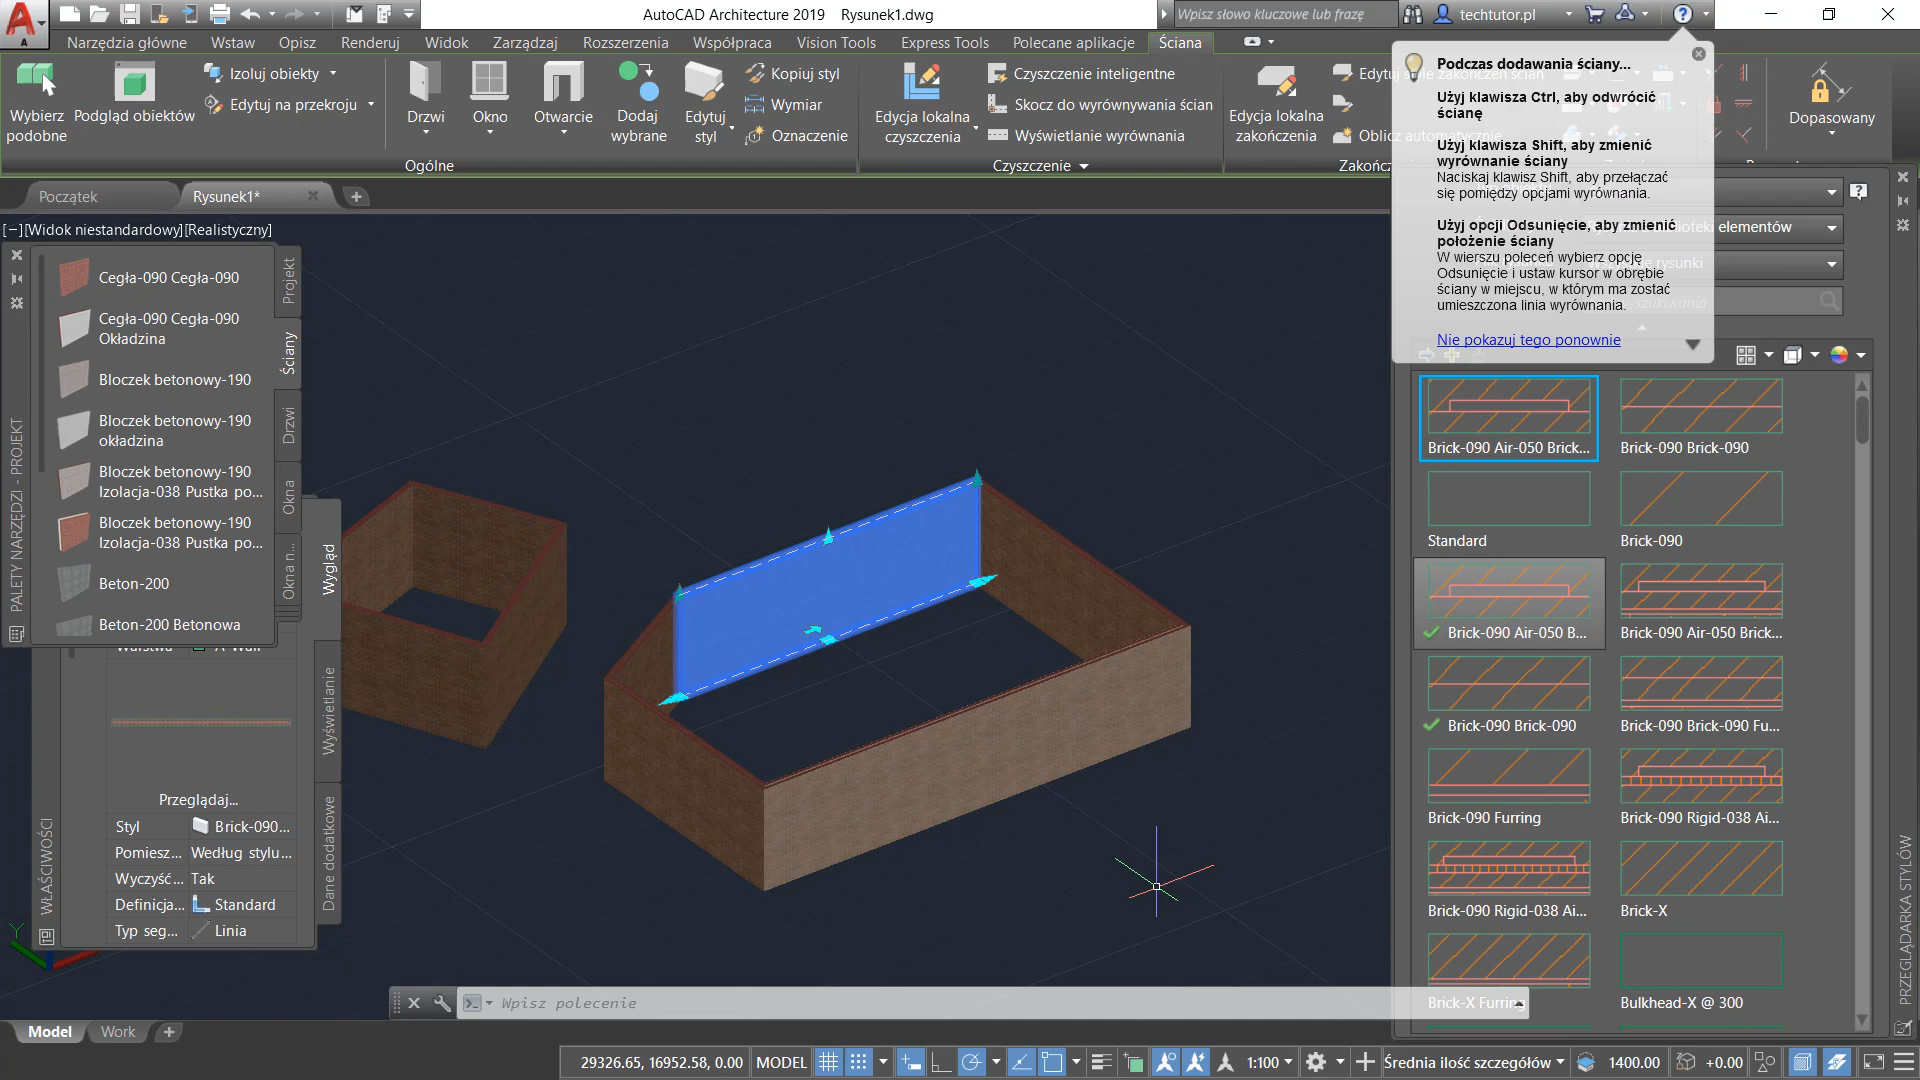 AutoCAD Architecture 2019 Rysunek1.dwg
Wpisz słowo kluczowe lub frazę
techtutor.pl
Narzędzia główne Wstaw Opisz Renderuj Widok Zarządzaj Rozszerzenia Współpraca Vision Tools Express Tools Polecane aplikacje Ściana
Wybierz podobne
Podgląd obiektów
Izoluj obiekty
Edytuj na przekroju
Drzwi
Okno
Otwarcie
Dodaj wybrane
Edytuj styl
Kopiuj styl
Wymiar
Oznaczenie
Ogólne
Edycja lokalna czyszczenia
Czyszczenie inteligentne
Skocz do wyrównywania ścian
Wyświetlanie wyrównania
Czyszczenie
Edycja lokalna zakończenia
Oblicz automatycznie
Dopasowany
Podczas dodawania ściany...
Użyj klawisza Ctrl, aby odwrócić
ścianę
Użyj klawisza Shift, aby zmienić
wyrównanie ściany
Naciskaj klawisz Shift, aby przełączać
się pomiędzy opcjami wyrównania.
Użyj opcji Odsunięcie, aby zmienić
położenie ściany
W wierszu poleceń wybierz opcję
Odsunięcie i ustaw kursor w obrębie
ściany w miejscu, w którym ma zostać
umieszczona linia wyrównania.
Nie pokazuj tego ponownie
elementów
Początek
Rysunek1*
[−][Widok niestandardowy][Realistyczny]
PALETY NARZĘDZI - PROJEKT
Cegła-090 Cegła-090
Cegła-090 Cegła-090
Okładzina
Bloczek betonowy-190
Bloczek betonowy-190
okładzina
Bloczek betonowy-190
Izolacja-038 Pustka po...
Bloczek betonowy-190
Izolacja-038 Pustka po...
Beton-200
Beton-200 Betonowa
Projekt
Ściany
Drzwi
Okna
Okna n...
WŁAŚCIWOŚCI
Warstwa A-Wall
Przeglądaj...
Styl Brick-090...
Pomiesz... Według stylu...
Wyczyść... Tak
Definicja... Standard
Typ seg... Linia
Wygląd
Wyświetlanie
Dane dodatkowe
Brick-090 Air-050 Brick...
Brick-090 Brick-090
Standard
Brick-090
Brick-090 Air-050 B...
Brick-090 Air-050 Brick...
Brick-090 Brick-090
Brick-090 Brick-090 Fu...
Brick-090 Furring
Brick-090 Rigid-038 Ai...
Brick-090 Rigid-038 Ai...
Brick-X
Brick-X Furring
Bulkhead-X @ 300
PRZEGLĄDARKA STYLÓW
Wpisz polecenie
Model Work
29326.65, 16952.58, 0.00 MODEL 1:100 Średnia ilość szczegółów 1400.00 +0.00